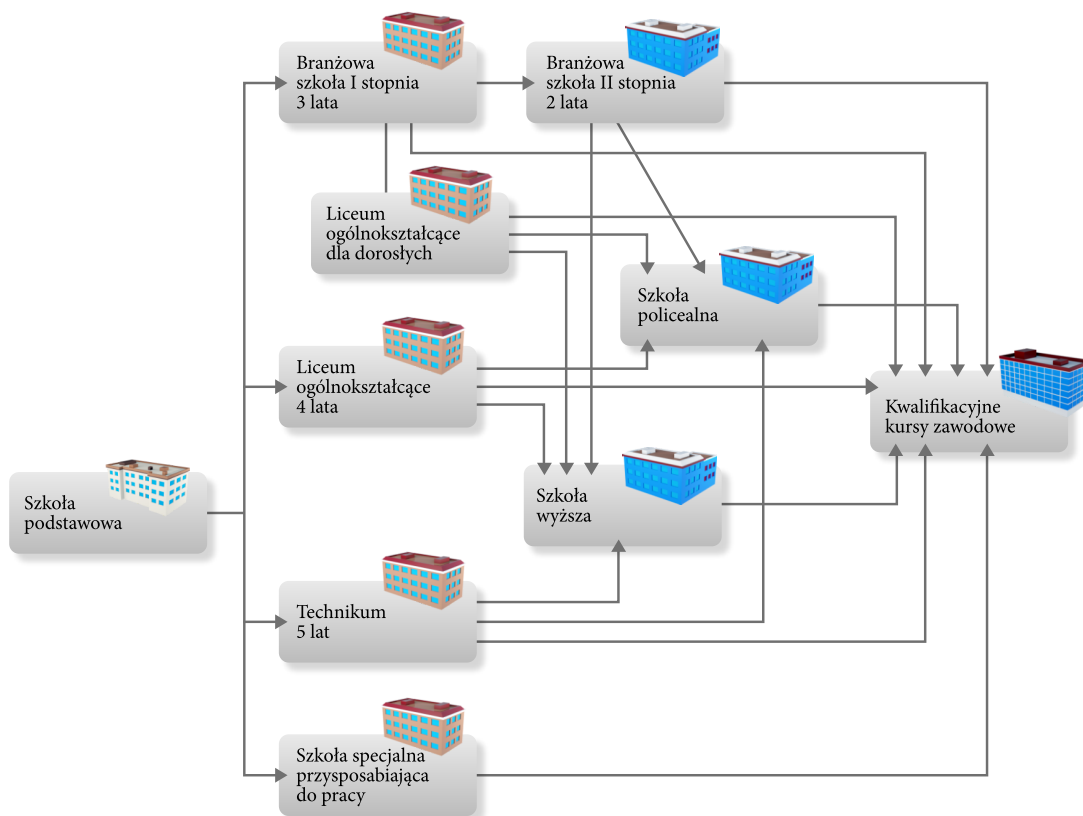 Branżowa
szkoła I stopnia
3 lata
Branżowa
szkoła II stopnia
2 lata
Liceum
ogólnokształcące
dla dorosłych
Szkoła
policealna
Liceum
ogólnokształcące
4 lata
Kwalifikacyjne
kursy zawodowe
Szkoła
podstawowa
Szkoła
wyższa
Technikum
5 lat
Szkoła specjalna
przysposabiająca
do pracy